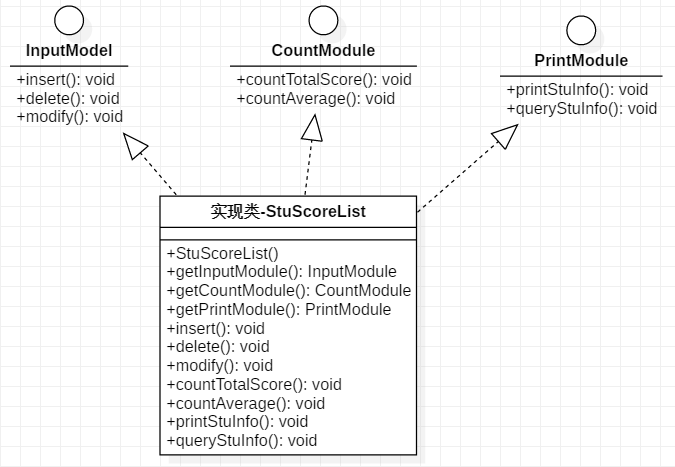 InputModel
+insert(): void
+delete(): void
+modify(): void
CountModule
+countTotalScore(): void
+countAverage(): void
PrintModule
+printStuInfo(): void
+queryStuInfo(): void
实现类-StuScoreList
+StuScoreList()
+getInputModule(): InputModule
+getCountModule(): CountModule
+getPrintModule(): PrintModule
+insert(): void
+delete(): void
+modify(): void
+countTotalScore(): void
+countAverage(): void
+printStuInfo(): void
+queryStuInfo(): void